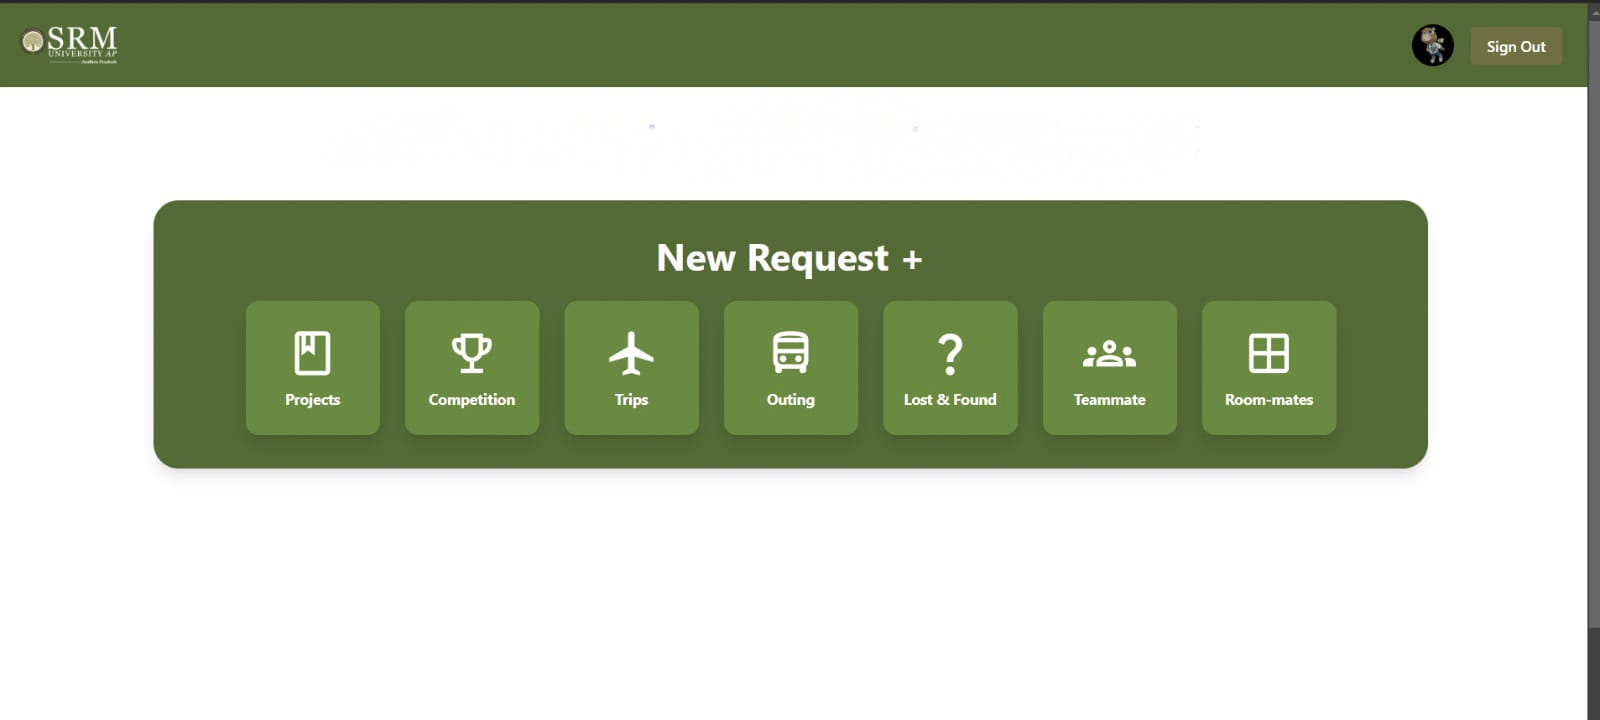 SRM
UNIVERSITY AP
Andhra Pradesh
Sign Out
New Request +
Projects
Competition
Trips
Outing
Lost & Found
Teammate
Room-mates